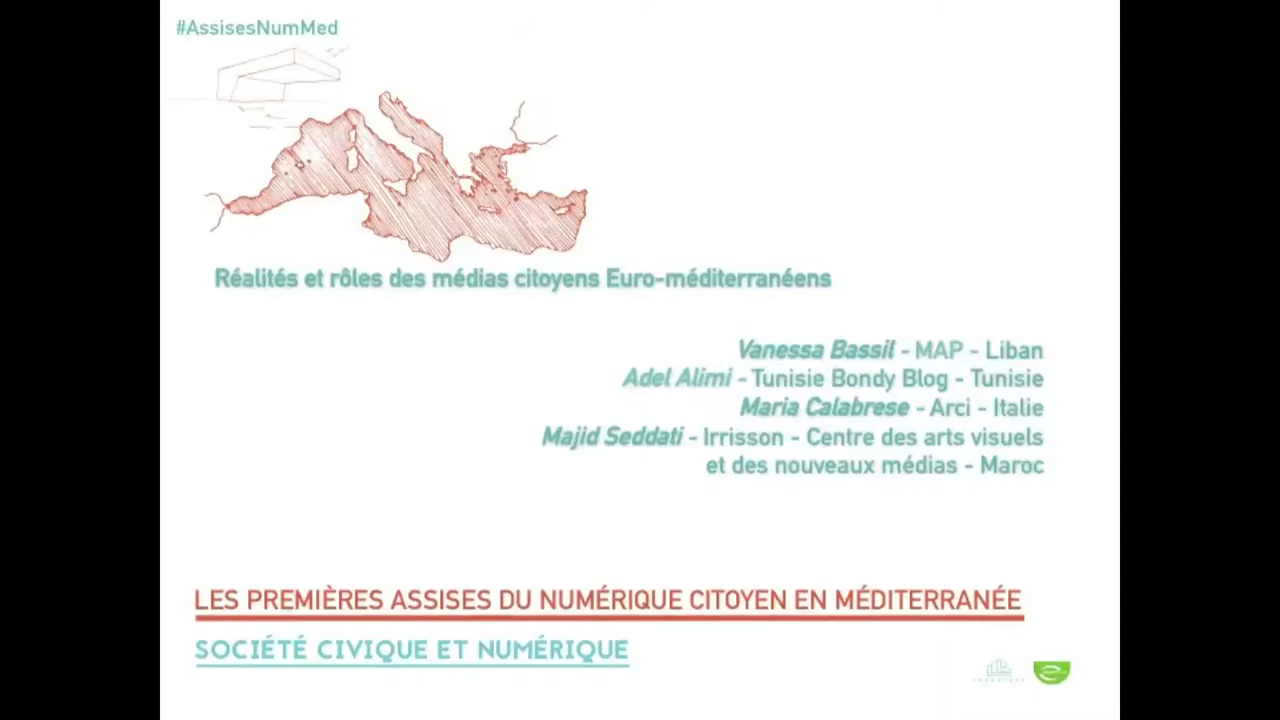 #AssisesNumMed
Réalités et rôles des médias citoyens Euro-méditerranéens
Vanessa Bassil - MAP - Liban
Adel Alimi - Tunisie Bondy Blog - Tunisie
Maria Calabrese - Arci - Italie
Majid Seddati - Irrisson - Centre des arts visuels
et des nouveaux médias - Maroc
LES PREMIÈRES ASSISES DU NUMÉRIQUE CITOYEN EN MÉDITERRANÉE
SOCIÉTÉ CIVIQUE ET NUMÉRIQUE